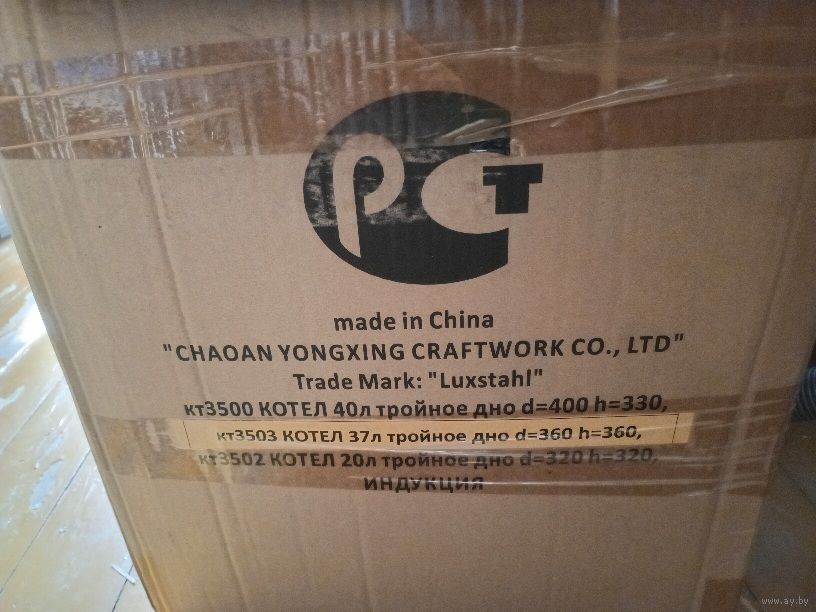 РСТ
made in China
"CHAOAN YONGXING CRAFTWORK CO., LTD"
Trade Mark: "Luxstahl"
кт3500 КОТЕЛ 40л тройное дно d=400 h=330,
кт3503 КОТЕЛ 37л тройное дно d=360 h=360,
кт3502 КОТЕЛ 20л тройное дно d=320 h=320,
ИНДУКЦИЯ
www.ay.by